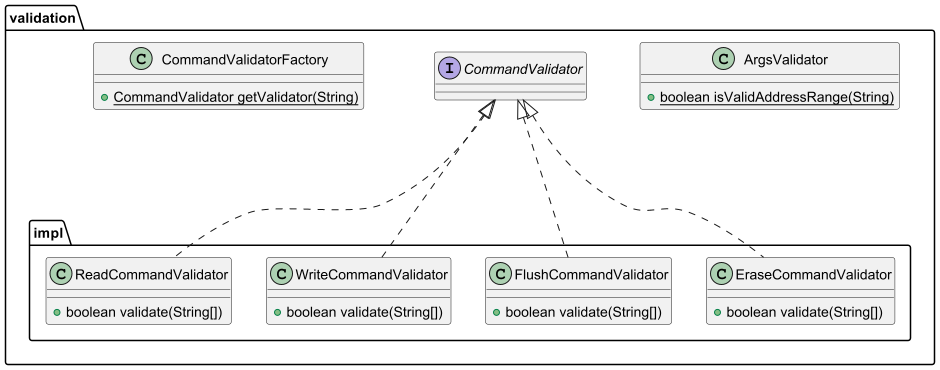 validation
C CommandValidatorFactory
CommandValidator getValidator(String)
I CommandValidator
C ArgsValidator
boolean isValidAddressRange(String)
impl
C ReadCommandValidator
boolean validate(String[])
C WriteCommandValidator
boolean validate(String[])
C FlushCommandValidator
boolean validate(String[])
C EraseCommandValidator
boolean validate(String[])